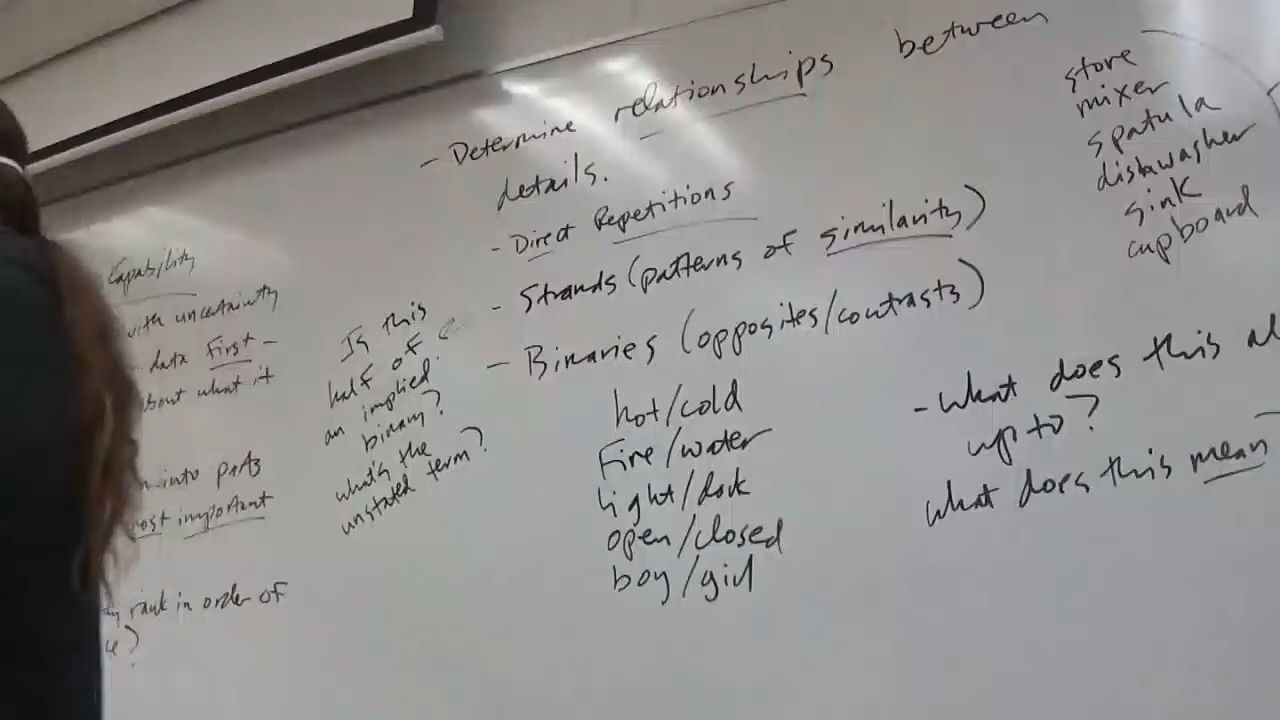 Capability
with uncertainty
data first -
about what it
into parts
most important
rank in order of
Is this
half of
an implied
binary?
what's the
unstated term?
- Determine relationships between
details.
- Direct Repetitions
- Strands (patterns of similarity)
- Binaries (opposites/contrasts)
hot/cold
Fire/water
light/dark
open/closed
boy/girl
store
mixer
spatula
dishwasher
sink
cupboard
- what does this
up to?
what does this mean